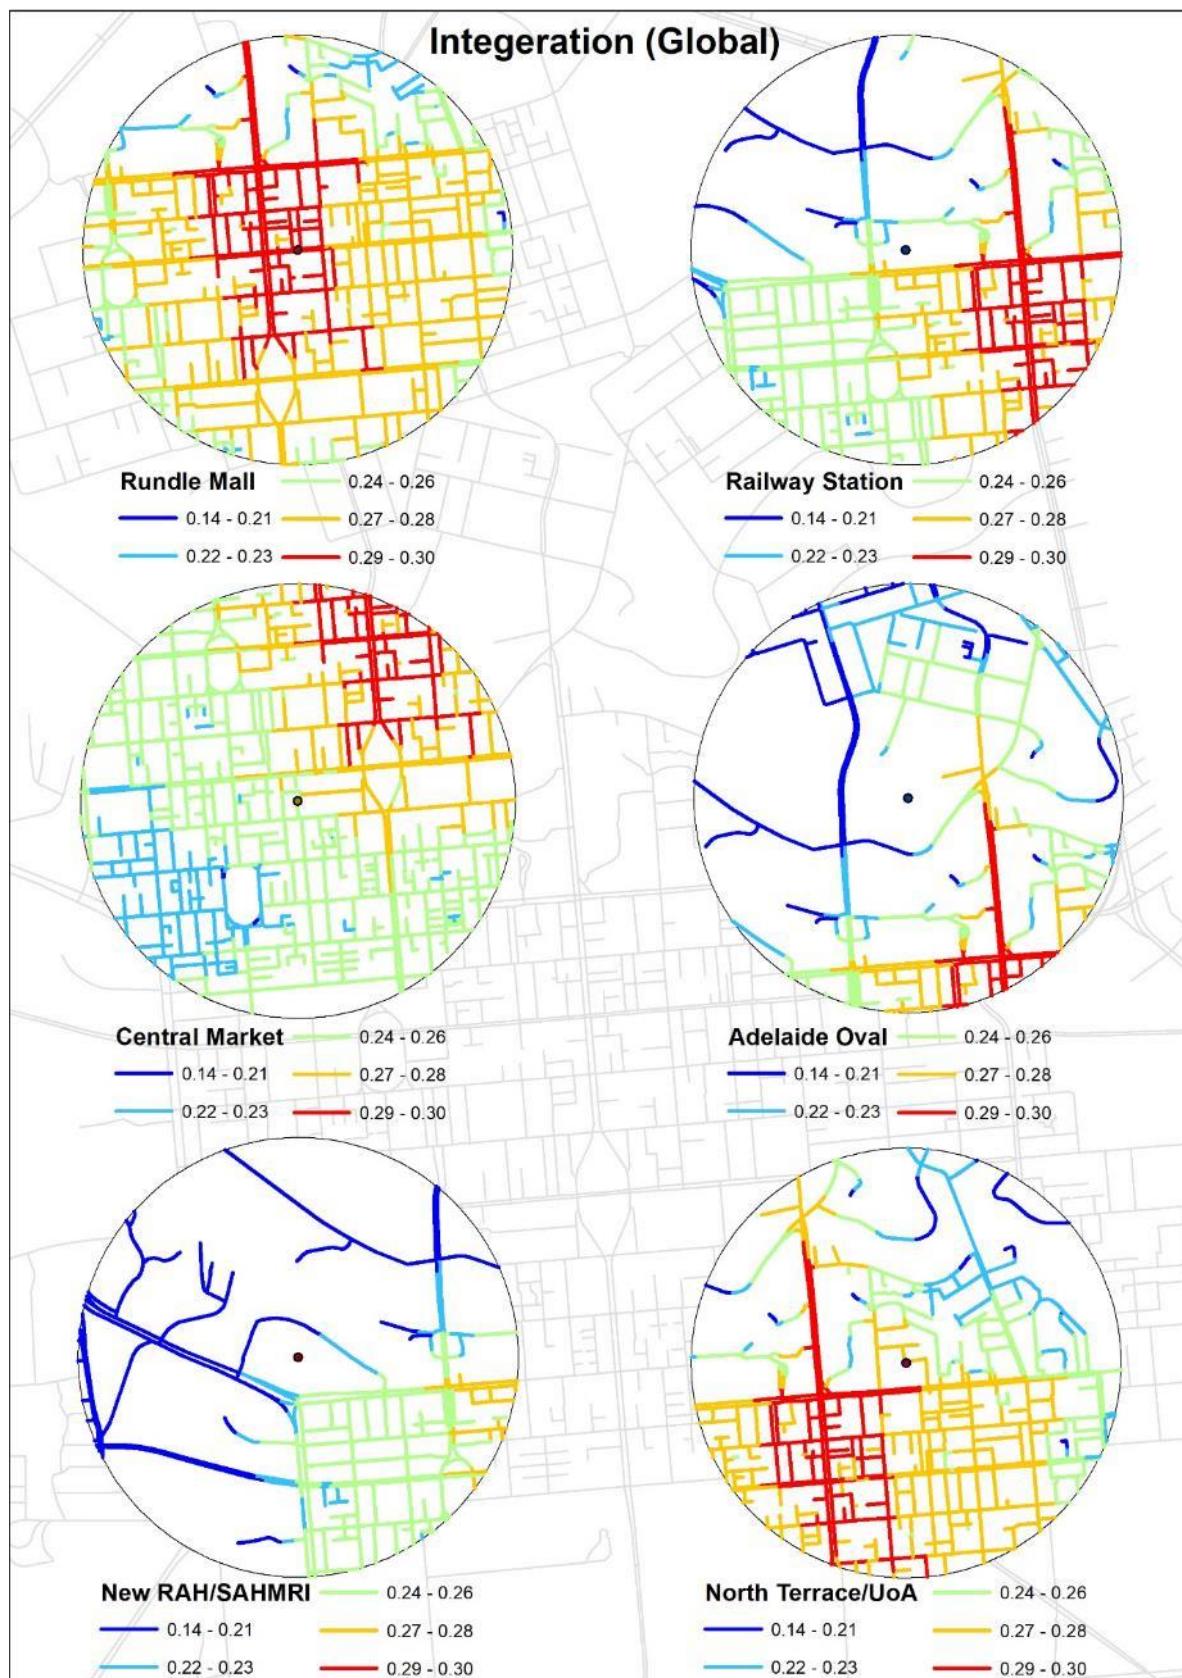 Integeration (Global)
Rundle Mall 0.24 - 0.26
0.14 - 0.21 0.27 - 0.28
0.22 - 0.23 0.29 - 0.30
Railway Station 0.24 - 0.26
0.14 - 0.21 0.27 - 0.28
0.22 - 0.23 0.29 - 0.30
Central Market 0.24 - 0.26
0.14 - 0.21 0.27 - 0.28
0.22 - 0.23 0.29 - 0.30
Adelaide Oval 0.24 - 0.26
0.14 - 0.21 0.27 - 0.28
0.22 - 0.23 0.29 - 0.30
New RAH/SAHMRI 0.24 - 0.26
0.14 - 0.21 0.27 - 0.28
0.22 - 0.23 0.29 - 0.30
North Terrace/UoA 0.24 - 0.26
0.14 - 0.21 0.27 - 0.28
0.22 - 0.23 0.29 - 0.30